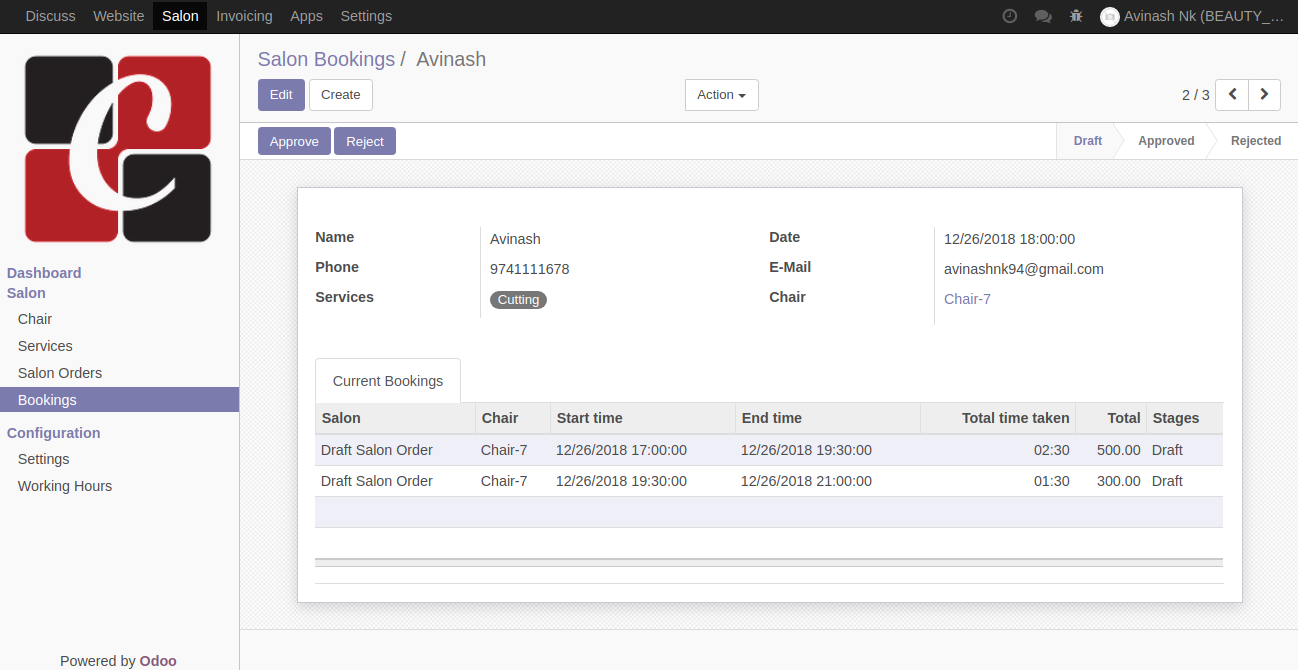 Discuss Website Salon Invoicing Apps Settings Avinash Nk (BEAUTY_...
C
Salon Bookings / Avinash
Edit Create Action 2 / 3
Approve Reject Draft Approved Rejected
Dashboard
Salon
Chair
Services
Salon Orders
Bookings
Configuration
Settings
Working Hours
Powered by Odoo
Name Avinash Date 12/26/2018 18:00:00
Phone 9741111678 E-Mail avinashnk94@gmail.com
Services Cutting Chair Chair-7
Current Bookings
Salon Chair Start time End time Total time taken Total Stages
Draft Salon Order Chair-7 12/26/2018 17:00:00 12/26/2018 19:30:00 02:30 500.00 Draft
Draft Salon Order Chair-7 12/26/2018 19:30:00 12/26/2018 21:00:00 01:30 300.00 Draft